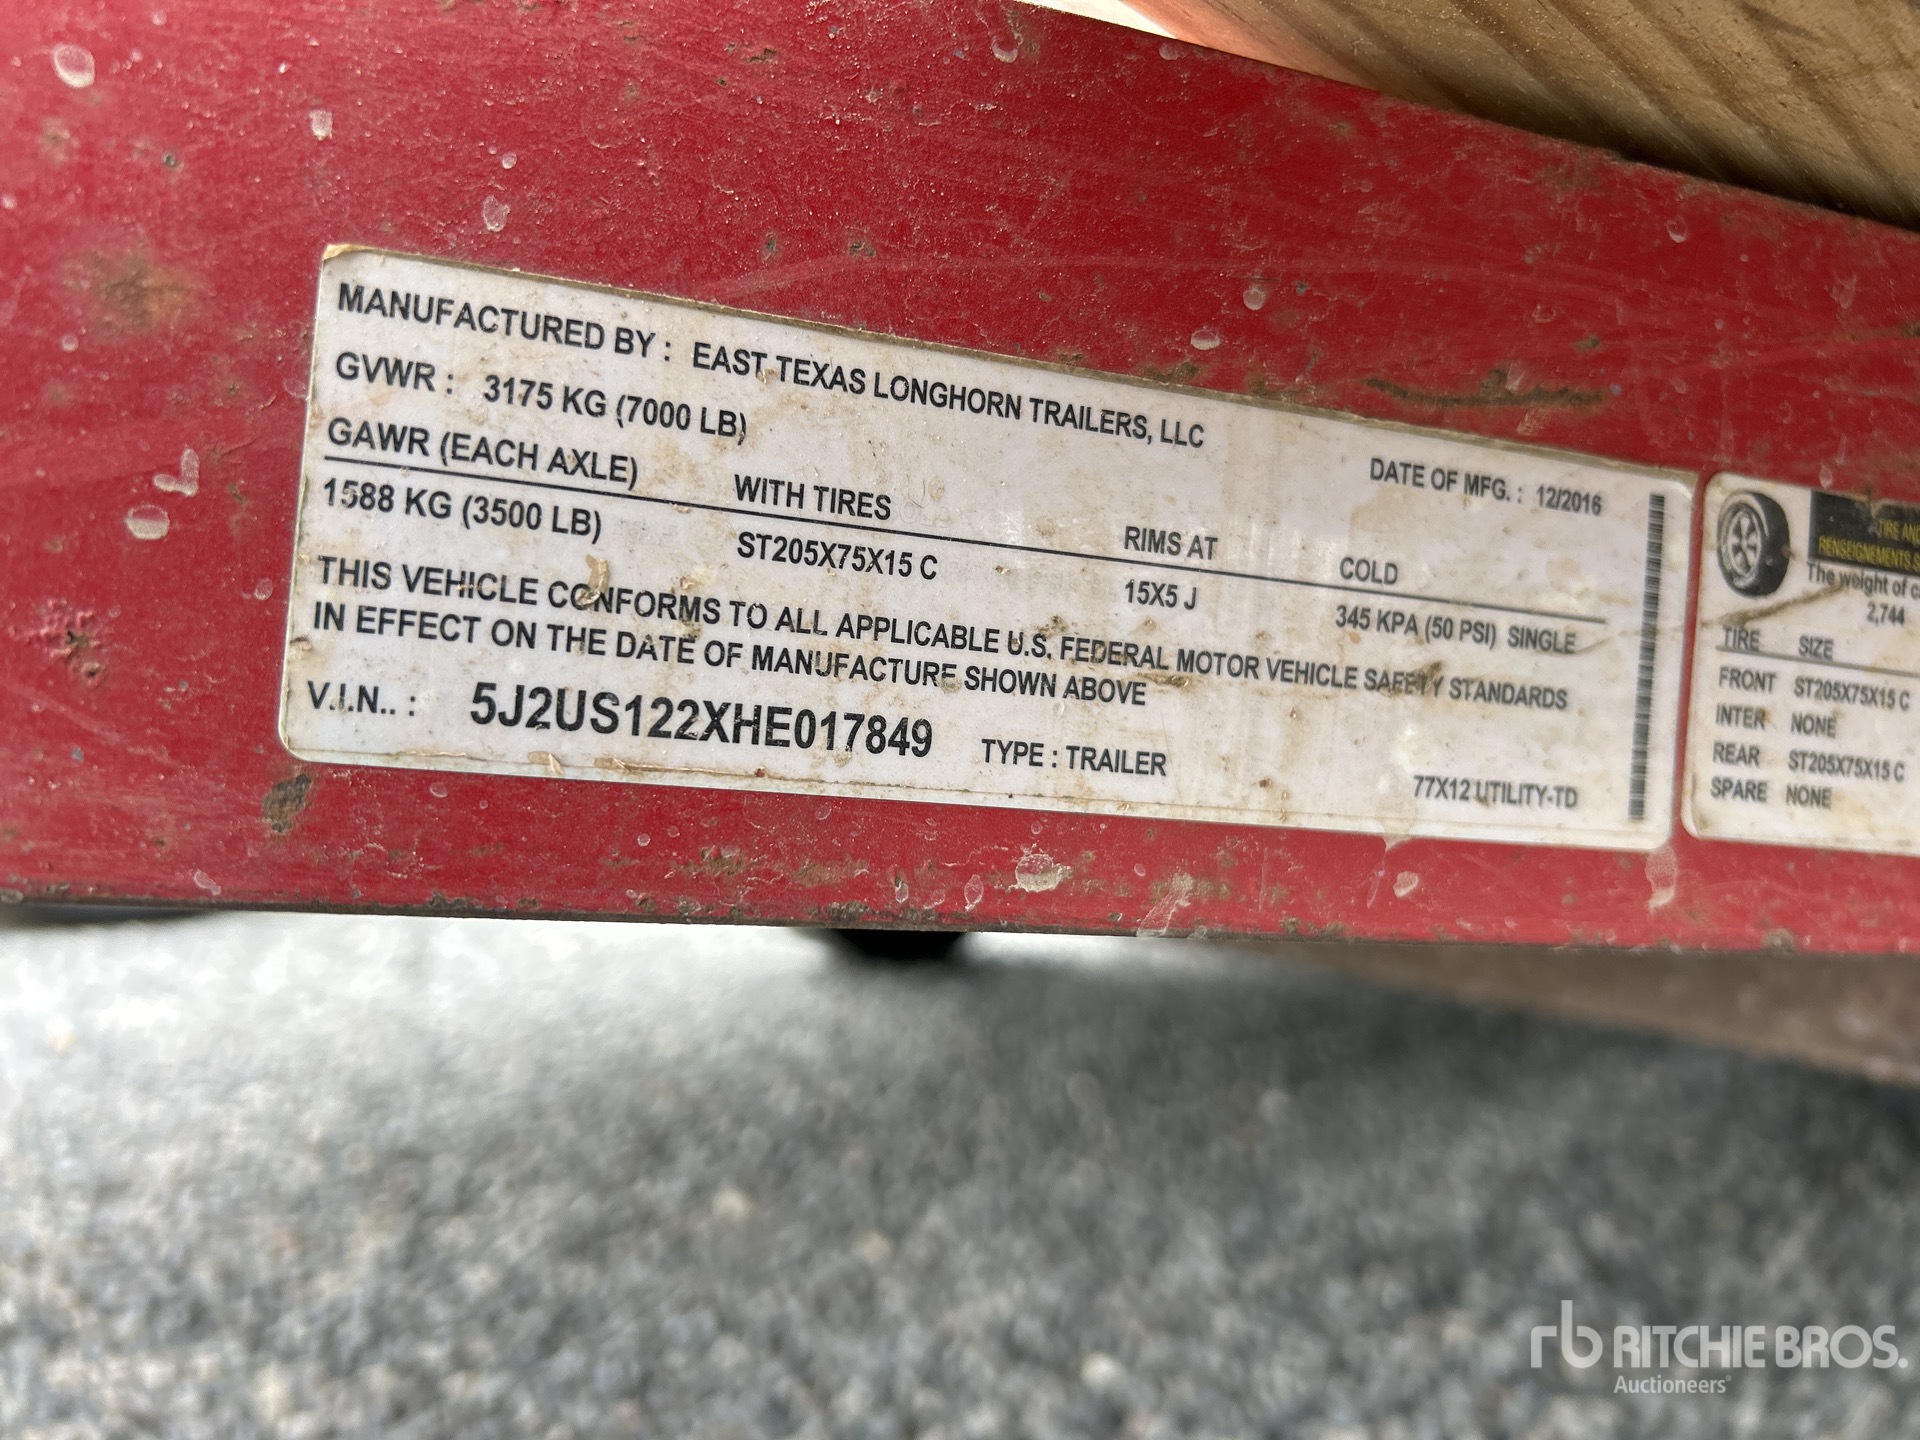 MANUFACTURED BY : EAST TEXAS LONGHORN TRAILERS, LLC
GVWR : 3175 KG (7000 LB)
DATE OF MFG. : 12/2016
GAWR (EACH AXLE) WITH TIRES RIMS AT COLD
1588 KG (3500 LB) ST205X75X15 C 15X5 J 345 KPA (50 PSI) SINGLE
THIS VEHICLE CONFORMS TO ALL APPLICABLE U.S. FEDERAL MOTOR VEHICLE SAFETY STANDARDS
IN EFFECT ON THE DATE OF MANUFACTURE SHOWN ABOVE
V.I.N.. : 5J2US122XHE017849 TYPE : TRAILER 77X12 UTILITY-TD
TIRE AND
RENSEIGNEMENTS
The weight of
2,744
TIRE SIZE
FRONT ST205X75X15 C
INTER NONE
REAR ST205X75X15 C
SPARE NONE
rb RITCHIE BROS.
Auctioneers